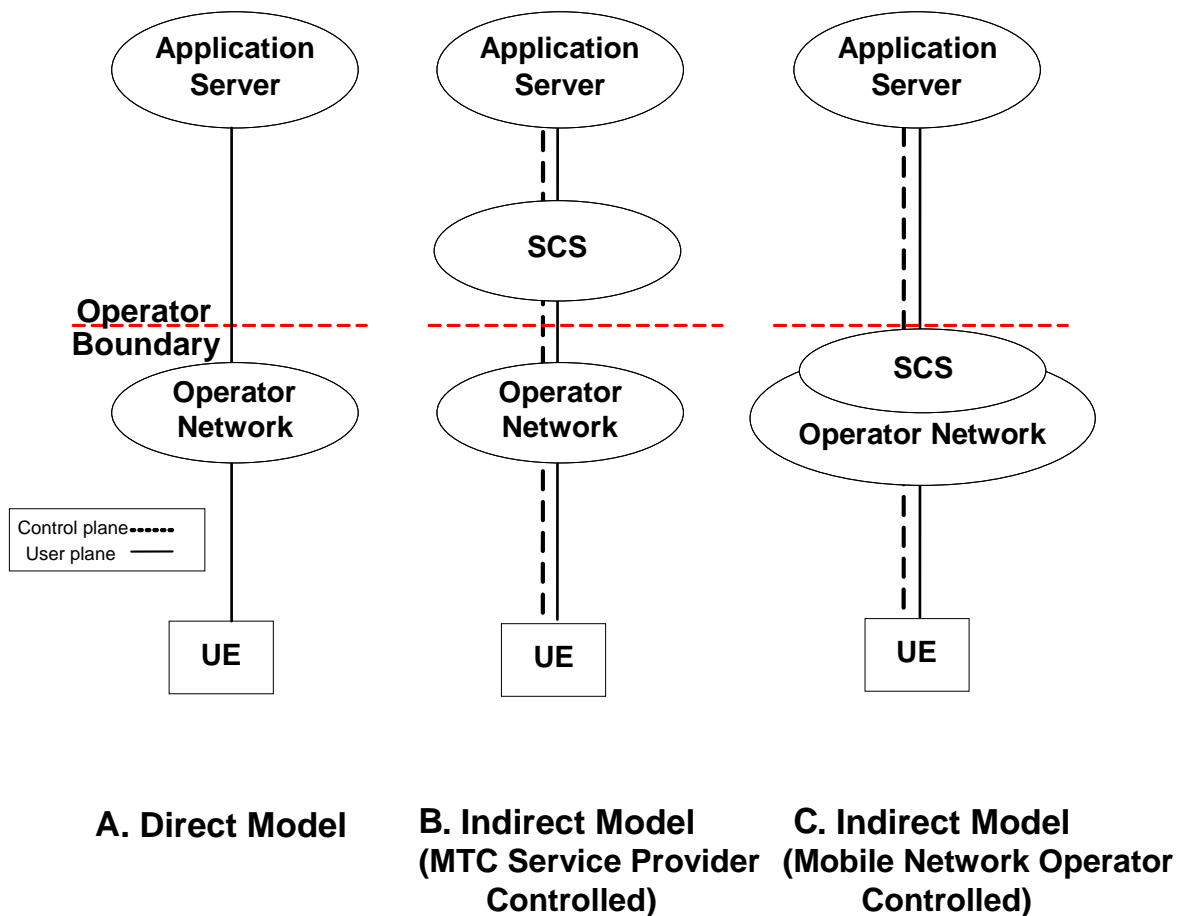 Application
Server
Operator
Boundary
Operator
Network
Control plane
User plane
UE
A. Direct Model
Application
Server
SCS
Operator
Network
UE
B. Indirect Model
(MTC Service Provider
Controlled)
Application
Server
SCS
Operator Network
UE
C. Indirect Model
(Mobile Network Operator
Controlled)